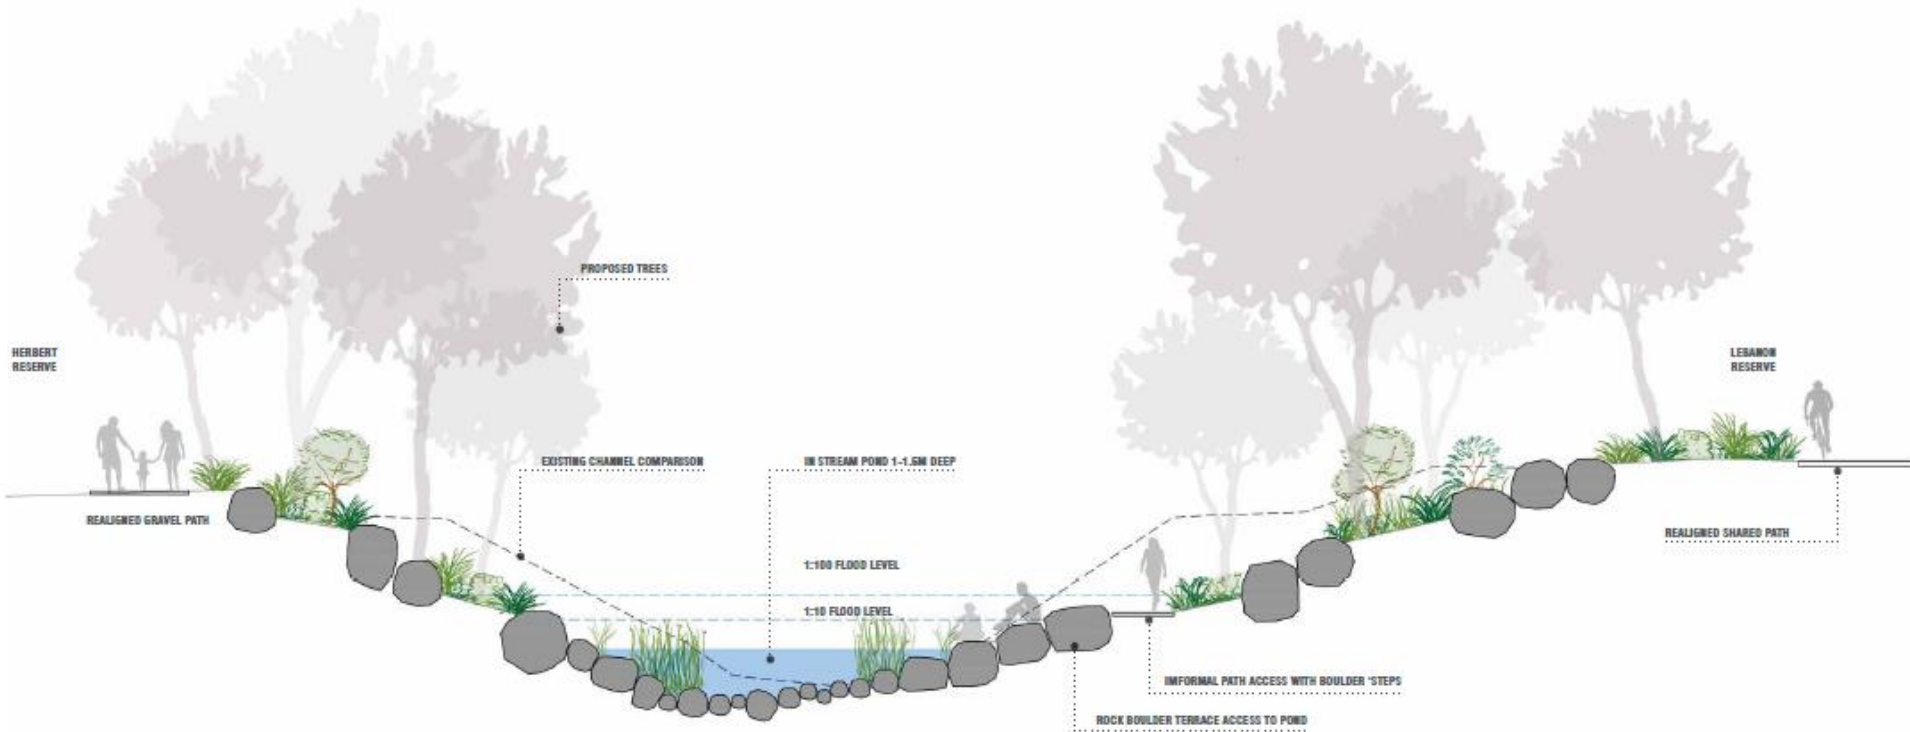 PROPOSED TREES
HERBERT
RESERVE
LEBANON
RESERVE
EXISTING CHANNEL COMPARISON
IN STREAM POND 1-1.5M DEEP
REALIGNED GRAVEL PATH
REALIGNED SHARED PATH
1:100 FLOOD LEVEL
1:10 FLOOD LEVEL
IMFORMAL PATH ACCESS WITH BOULDER 'STEPS
ROCK BOULDER TERRACE ACCESS TO POND